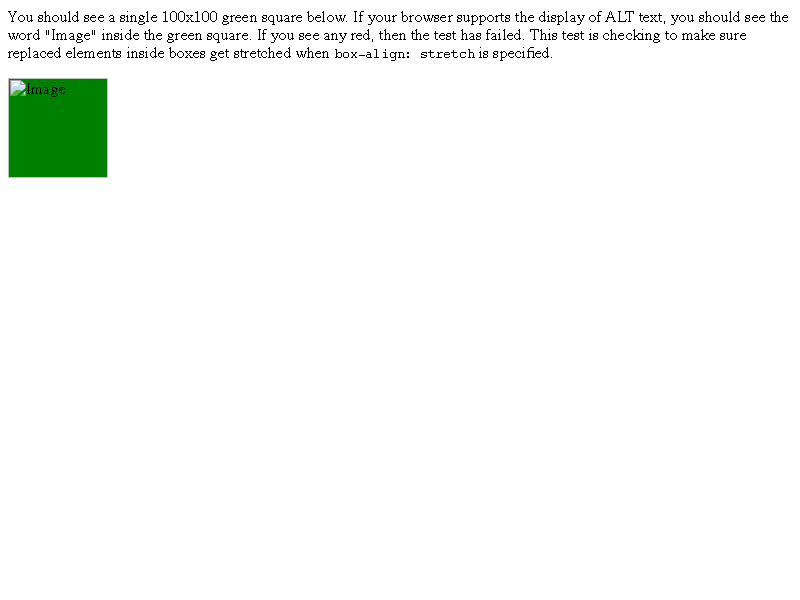 You should see a single 100x100 green square below. If your browser supports the display of ALT text, you should see the
word "Image" inside the green square. If you see any red, then the test has failed. This test is checking to make sure
replaced elements inside boxes get stretched when box-align: stretch is specified.
Image